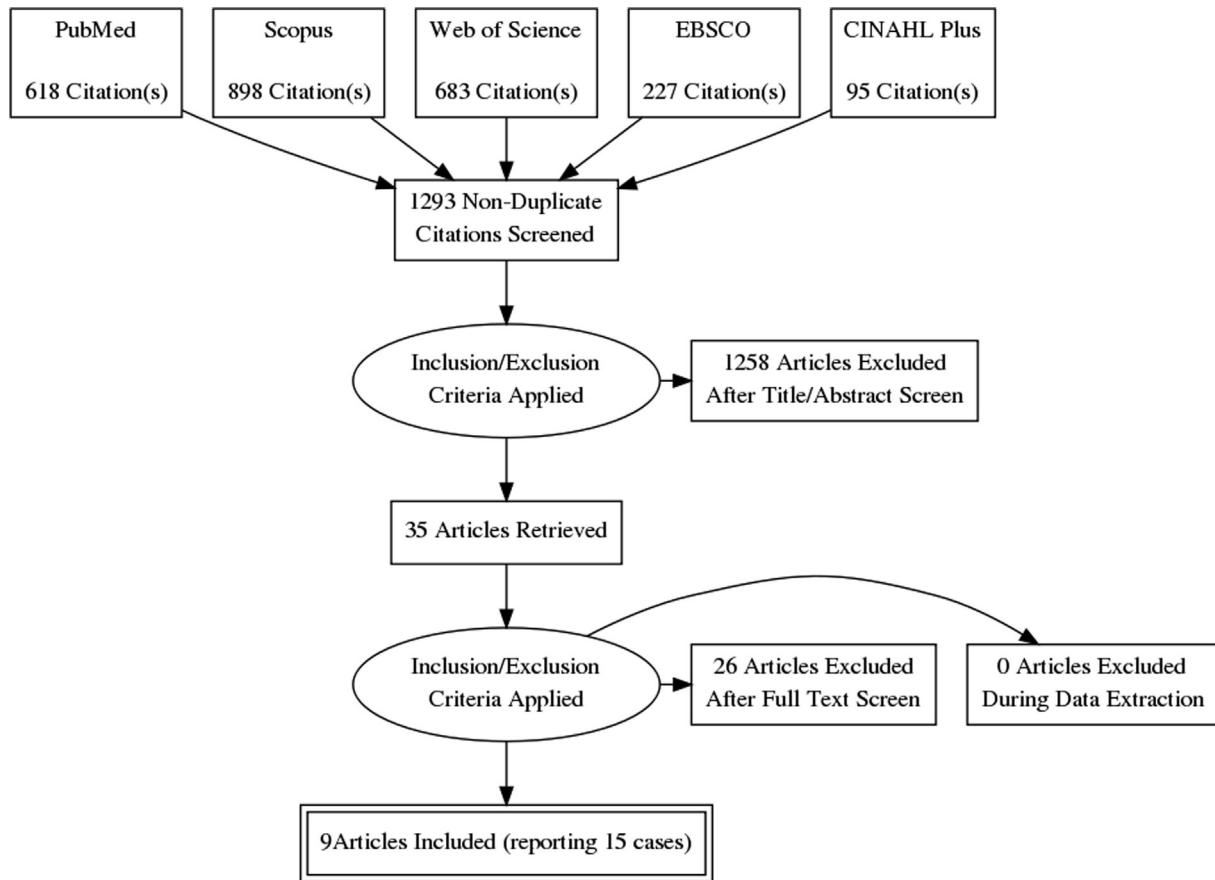 PubMed
618 Citation(s)
Scopus
898 Citation(s)
Web of Science
683 Citation(s)
EBSCO
227 Citation(s)
CINAHL Plus
95 Citation(s)
1293 Non-Duplicate
Citations Screened
Inclusion/Exclusion
Criteria Applied
1258 Articles Excluded
After Title/Abstract Screen
35 Articles Retrieved
Inclusion/Exclusion
Criteria Applied
26 Articles Excluded
After Full Text Screen
0 Articles Excluded
During Data Extraction
9Articles Included (reporting 15 cases)